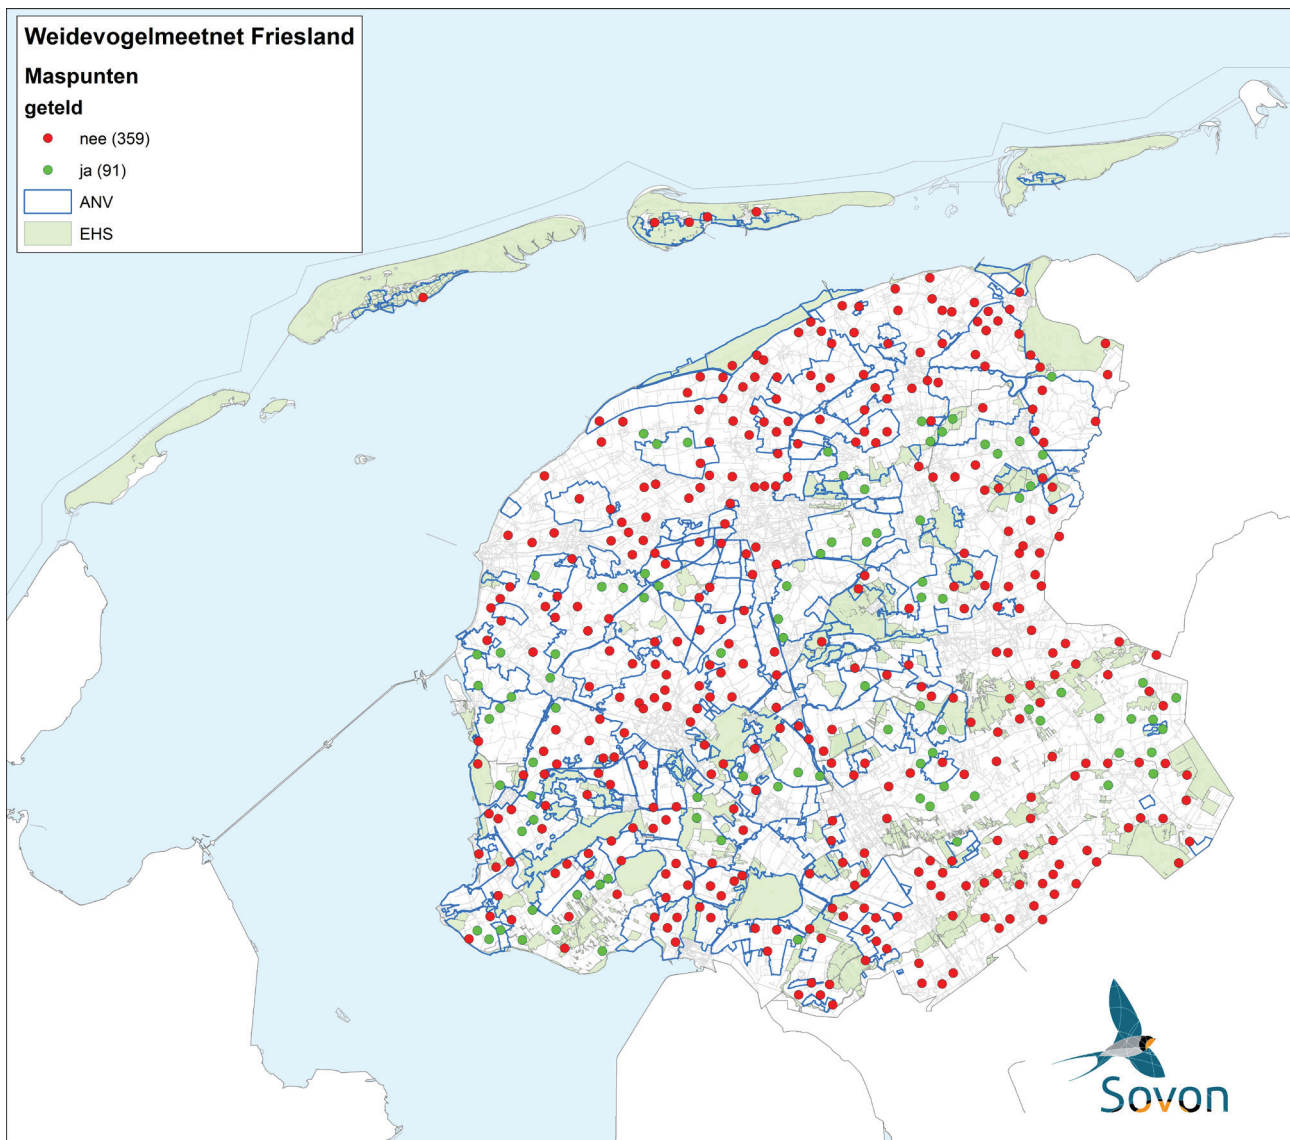 Weidevogelmeetnet Friesland
Maspunten
geteld
nee (359)
ja (91)
ANV
EHS
Sovon